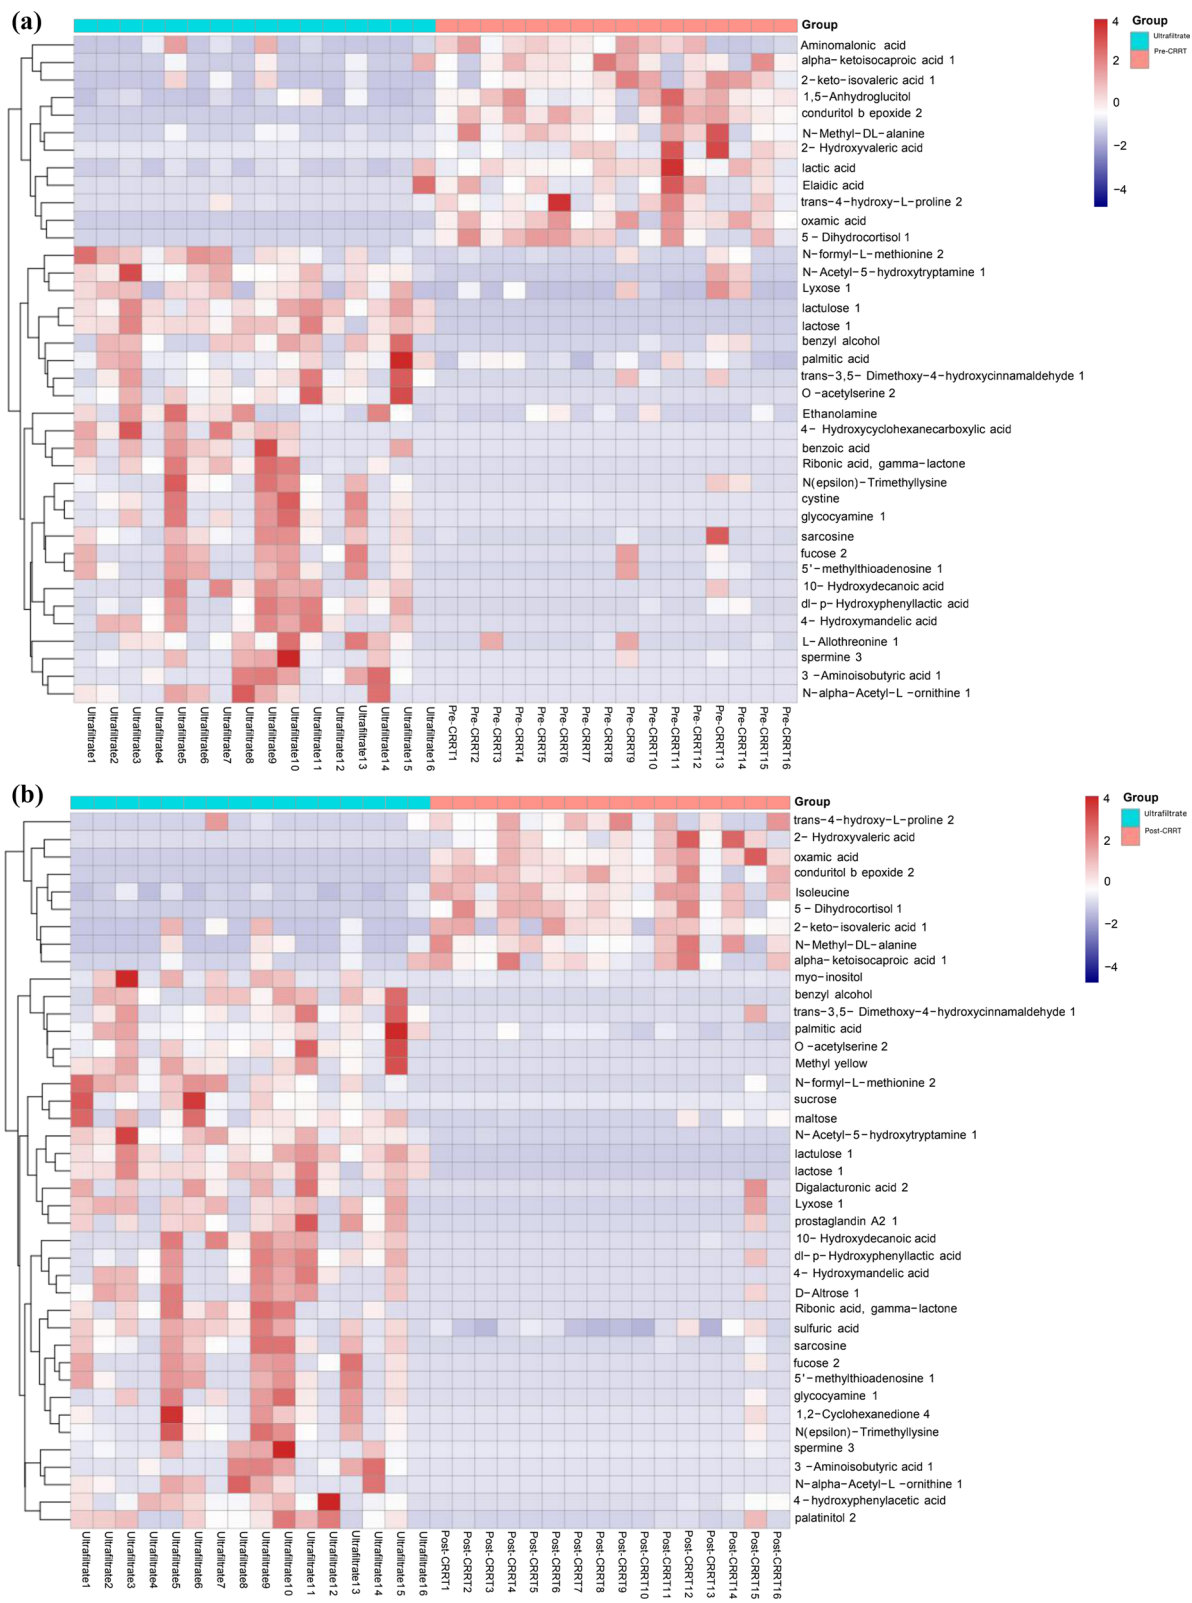 (a)
Group
Aminomalonic acid
alpha-ketoisocaproic acid 1
2-keto-isovaleric acid 1
1,5-Anhydroglucitol
conduritol b epoxide 2
N-Methyl-DL-alanine
2- Hydroxyvaleric acid
lactic acid
Elaidic acid
trans-4-hydroxy-L-proline 2
oxamic acid
5 - Dihydrocortisol 1
N-formyl-L-methionine 2
N-Acetyl-5-hydroxytryptamine 1
Lyxose 1
lactulose 1
lactose 1
benzyl alcohol
palmitic acid
trans-3,5- Dimethoxy-4-hydroxycinnamaldehyde 1
O -acetylserine 2
Ethanolamine
4- Hydroxycyclohexanecarboxylic acid
benzoic acid
Ribonic acid, gamma-lactone
N(epsilon)-Trimethyllysine
cystine
glycocyamine 1
sarcosine
fucose 2
5'-methylthioadenosine 1
10- Hydroxydecanoic acid
dl-p-Hydroxyphenyllactic acid
4- Hydroxymandelic acid
L-Allothreonine 1
spermine 3
3 -Aminoisobutyric acid 1
N-alpha-Acetyl-L -ornithine 1
Ultrafiltrate1
Ultrafiltrate2
Ultrafiltrate3
Ultrafiltrate4
Ultrafiltrate5
Ultrafiltrate6
Ultrafiltrate7
Ultrafiltrate8
Ultrafiltrate9
Ultrafiltrate10
Ultrafiltrate11
Ultrafiltrate12
Ultrafiltrate13
Ultrafiltrate14
Ultrafiltrate15
Ultrafiltrate16
Pre-CRRT1
Pre-CRRT2
Pre-CRRT3
Pre-CRRT4
Pre-CRRT5
Pre-CRRT6
Pre-CRRT7
Pre-CRRT8
Pre-CRRT9
Pre-CRRT10
Pre-CRRT11
Pre-CRRT12
Pre-CRRT13
Pre-CRRT14
Pre-CRRT15
Pre-CRRT16
4
2
0
-2
-4
Group
Ultrafiltrate
Pre-CRRT
(b)
Group
trans-4-hydroxy-L-proline 2
2- Hydroxyvaleric acid
oxamic acid
conduritol b epoxide 2
Isoleucine
5 - Dihydrocortisol 1
2-keto-isovaleric acid 1
N-Methyl-DL-alanine
alpha-ketoisocaproic acid 1
myo-inositol
benzyl alcohol
trans-3,5- Dimethoxy-4-hydroxycinnamaldehyde 1
palmitic acid
O -acetylserine 2
Methyl yellow
N-formyl-L-methionine 2
sucrose
maltose
N-Acetyl-5-hydroxytryptamine 1
lactulose 1
lactose 1
Digalacturonic acid 2
Lyxose 1
prostaglandin A2 1
10- Hydroxydecanoic acid
dl-p-Hydroxyphenyllactic acid
4- Hydroxymandelic acid
D-Altrose 1
Ribonic acid, gamma-lactone
sulfuric acid
sarcosine
fucose 2
5'-methylthioadenosine 1
glycocyamine 1
1,2-Cyclohexanedione 4
N(epsilon)-Trimethyllysine
spermine 3
3 -Aminoisobutyric acid 1
N-alpha-Acetyl-L -ornithine 1
4-hydroxyphenylacetic acid
palatinitol 2
Ultrafiltrate1
Ultrafiltrate2
Ultrafiltrate3
Ultrafiltrate4
Ultrafiltrate5
Ultrafiltrate6
Ultrafiltrate7
Ultrafiltrate8
Ultrafiltrate9
Ultrafiltrate10
Ultrafiltrate11
Ultrafiltrate12
Ultrafiltrate13
Ultrafiltrate14
Ultrafiltrate15
Ultrafiltrate16
Post-CRRT1
Post-CRRT2
Post-CRRT3
Post-CRRT4
Post-CRRT5
Post-CRRT6
Post-CRRT7
Post-CRRT8
Post-CRRT9
Post-CRRT10
Post-CRRT11
Post-CRRT12
Post-CRRT13
Post-CRRT14
Post-CRRT15
Post-CRRT16
4
2
0
-2
-4
Group
Ultrafiltrate
Post-CRRT